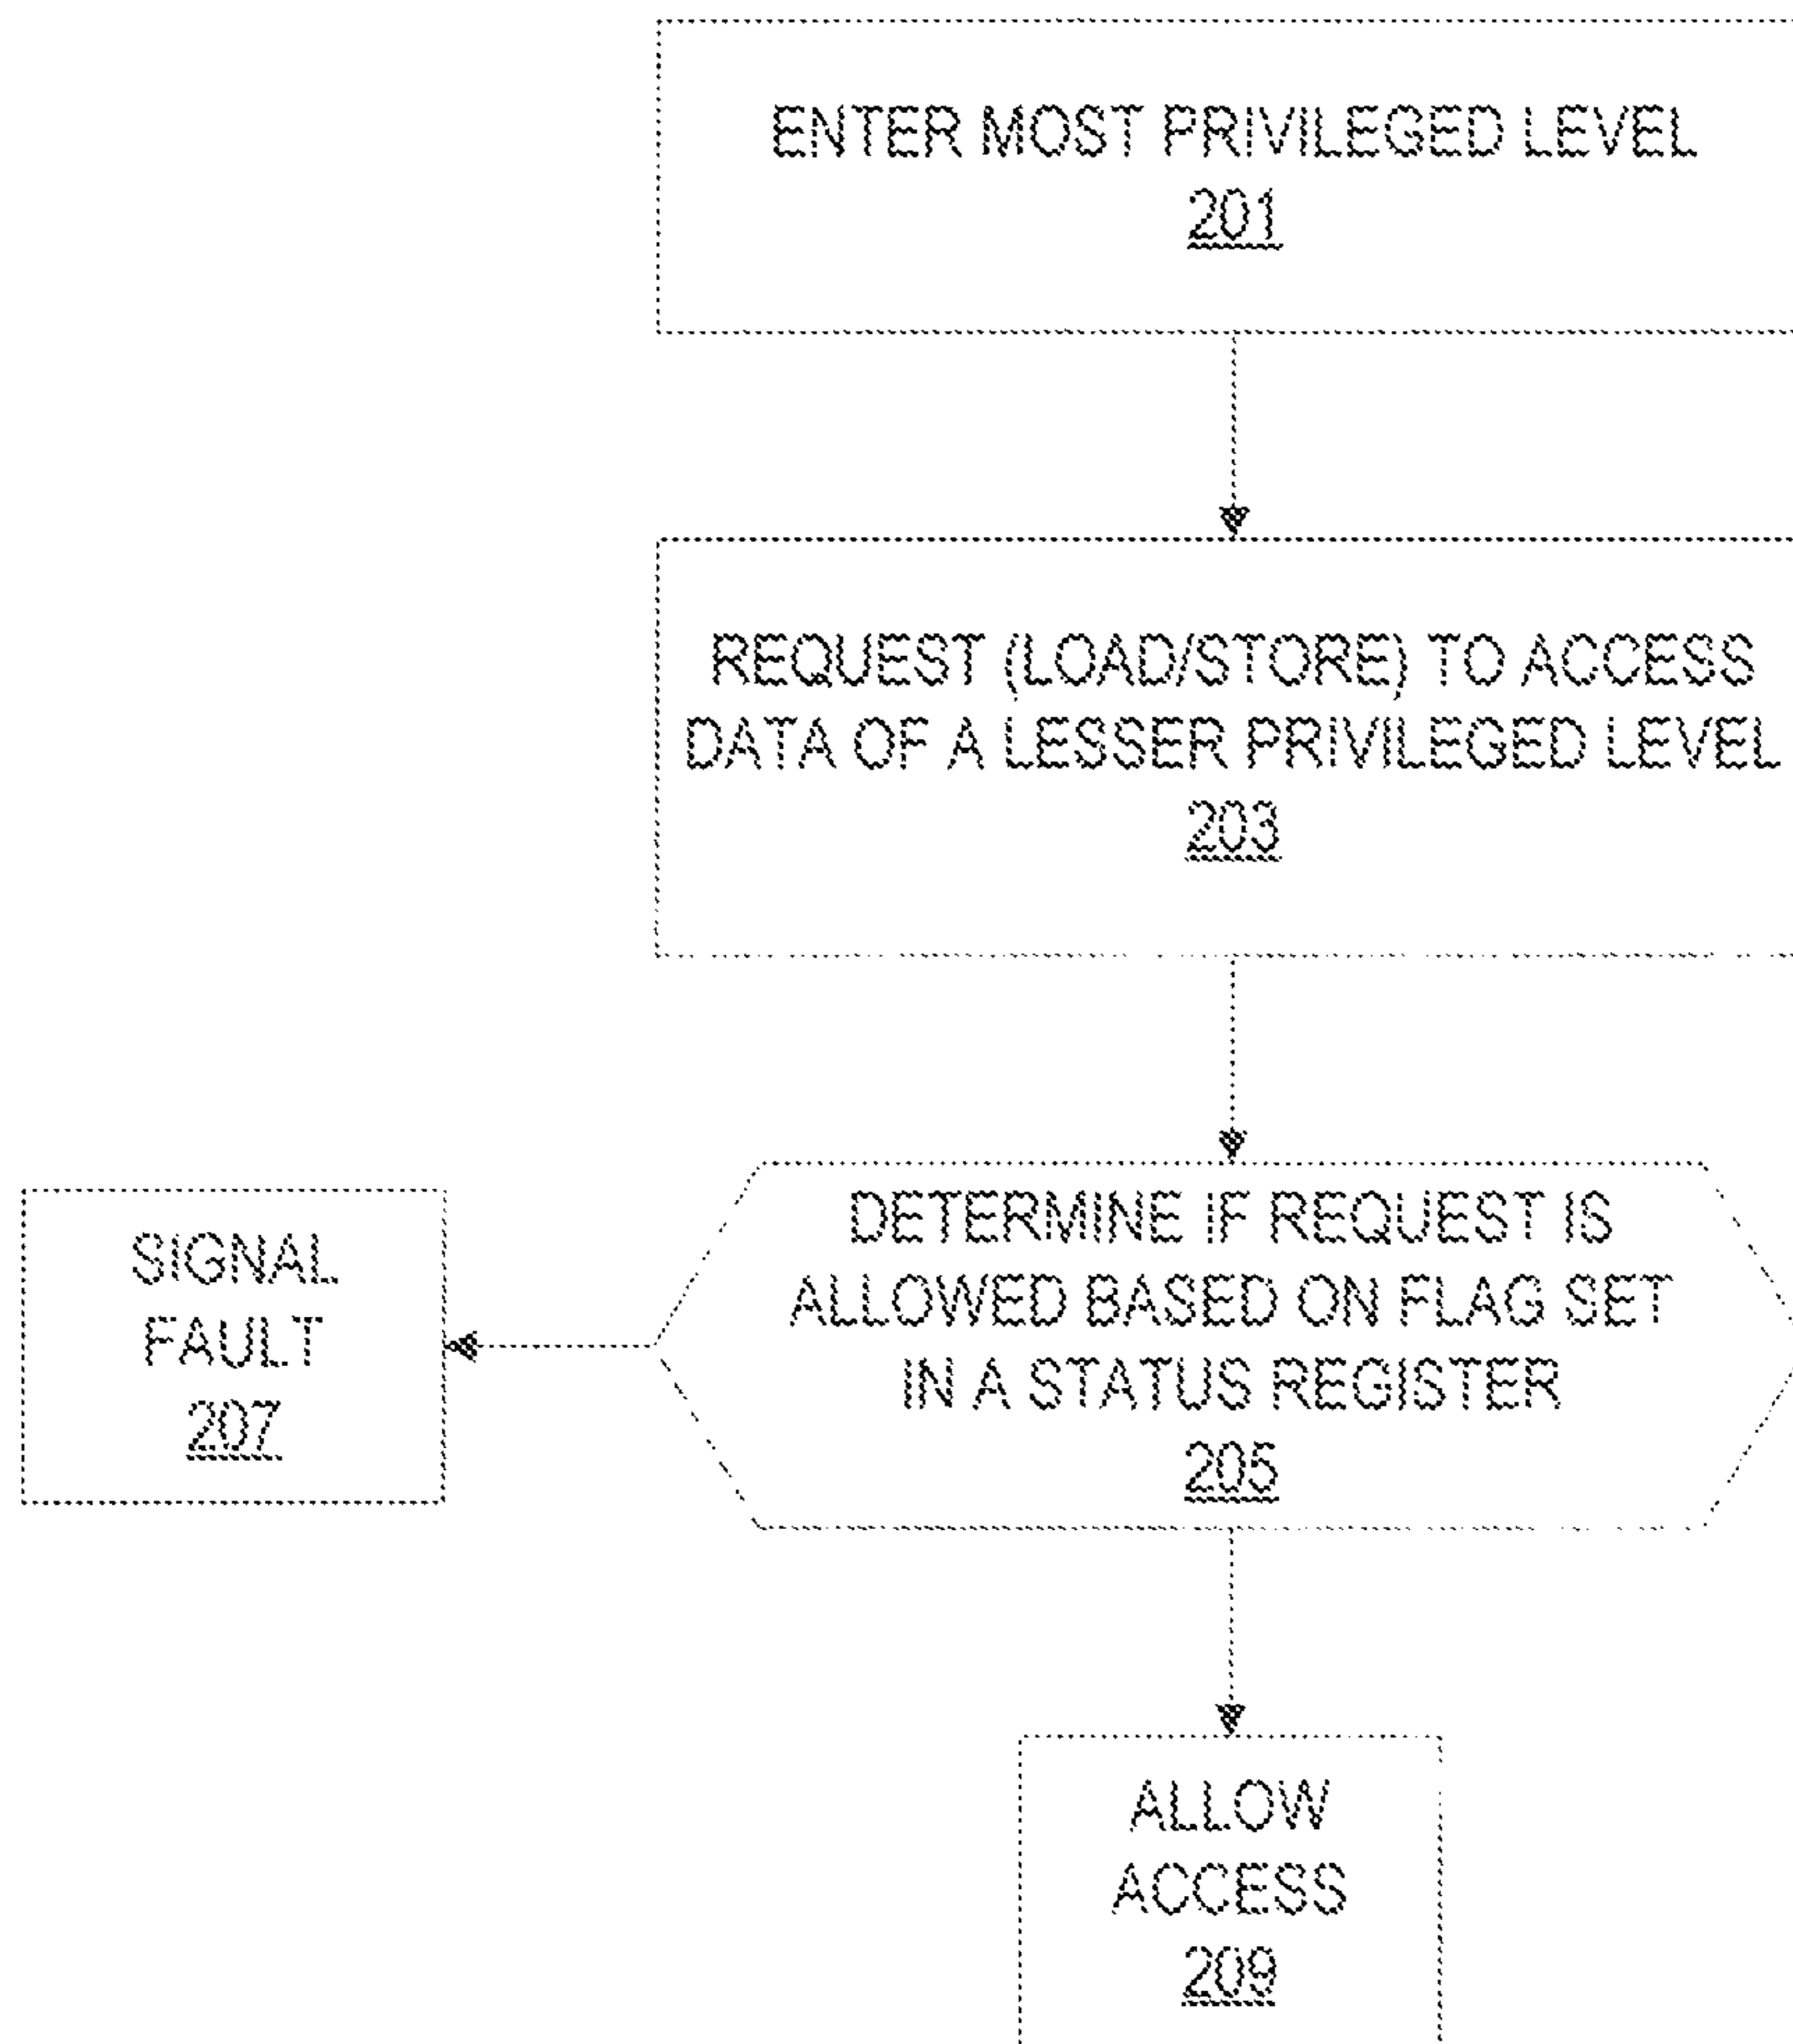 ENTER MOST PRIVILEGED LEVEL
201
REQUEST (LOAD/STORE) TO ACCESS
DATA OF A LESSER PRIVILEGED LEVEL
203
DETERMINE IF REQUEST IS
ALLOWED BASED ON FLAG SET
IN A STATUS REGISTER
205
SIGNAL
FAULT
207
ALLOW
ACCESS
209